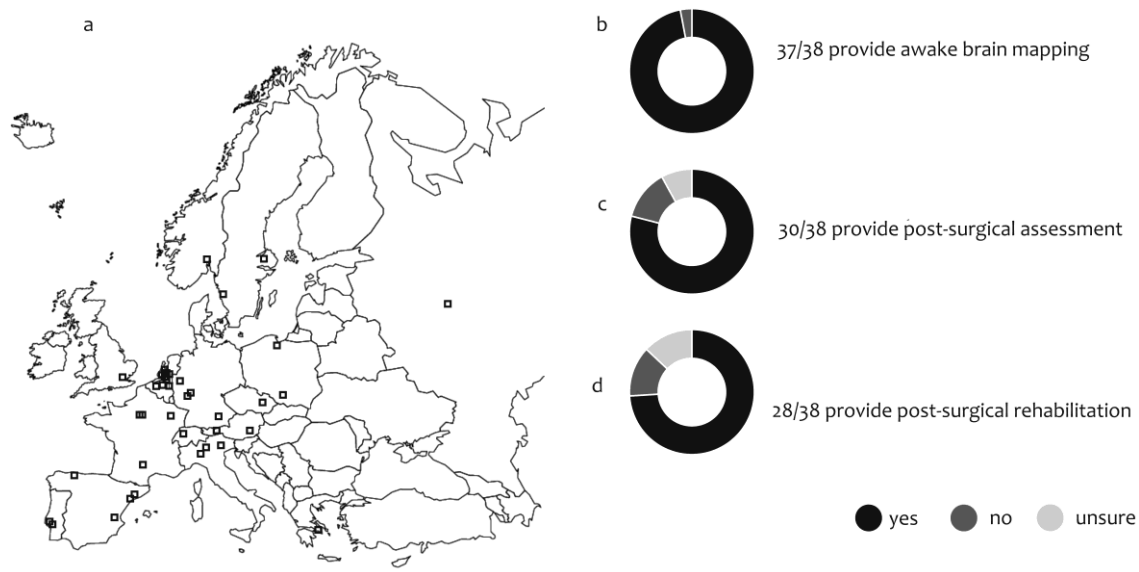 a
b
37/38 provide awake brain mapping
c
30/38 provide post-surgical assessment
d
28/38 provide post-surgical rehabilitation
yes no unsure